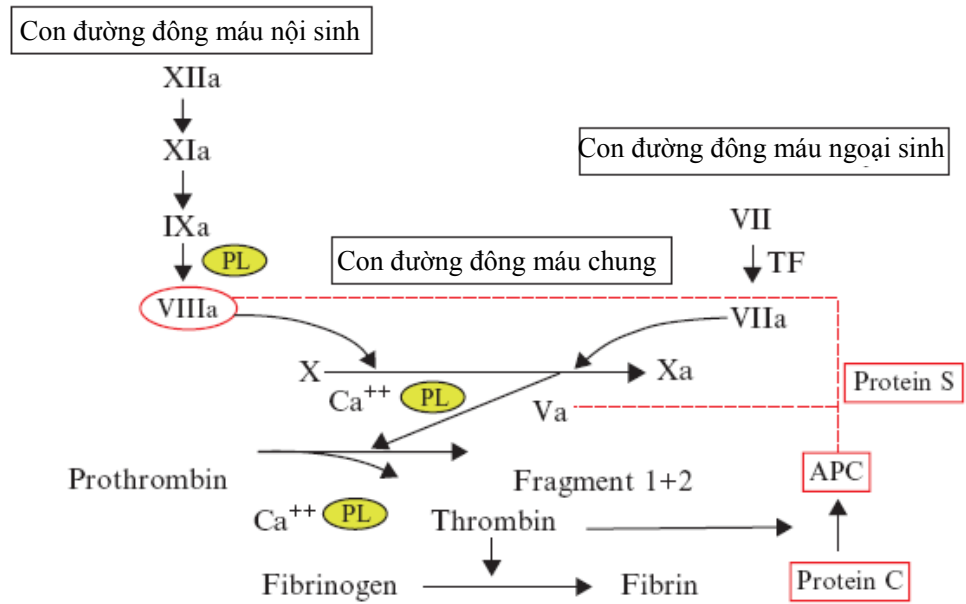 Con đường đông máu nội sinh
XIIa
XIa
Con đường đông máu ngoại sinh
IXa
VII
PL
Con đường đông máu chung
TF
VIIIa
VIIa
X
Xa
Ca++ PL
Va
Protein S
Prothrombin
Fragment 1+2
APC
Ca++ PL
Thrombin
Fibrinogen
Fibrin
Protein C